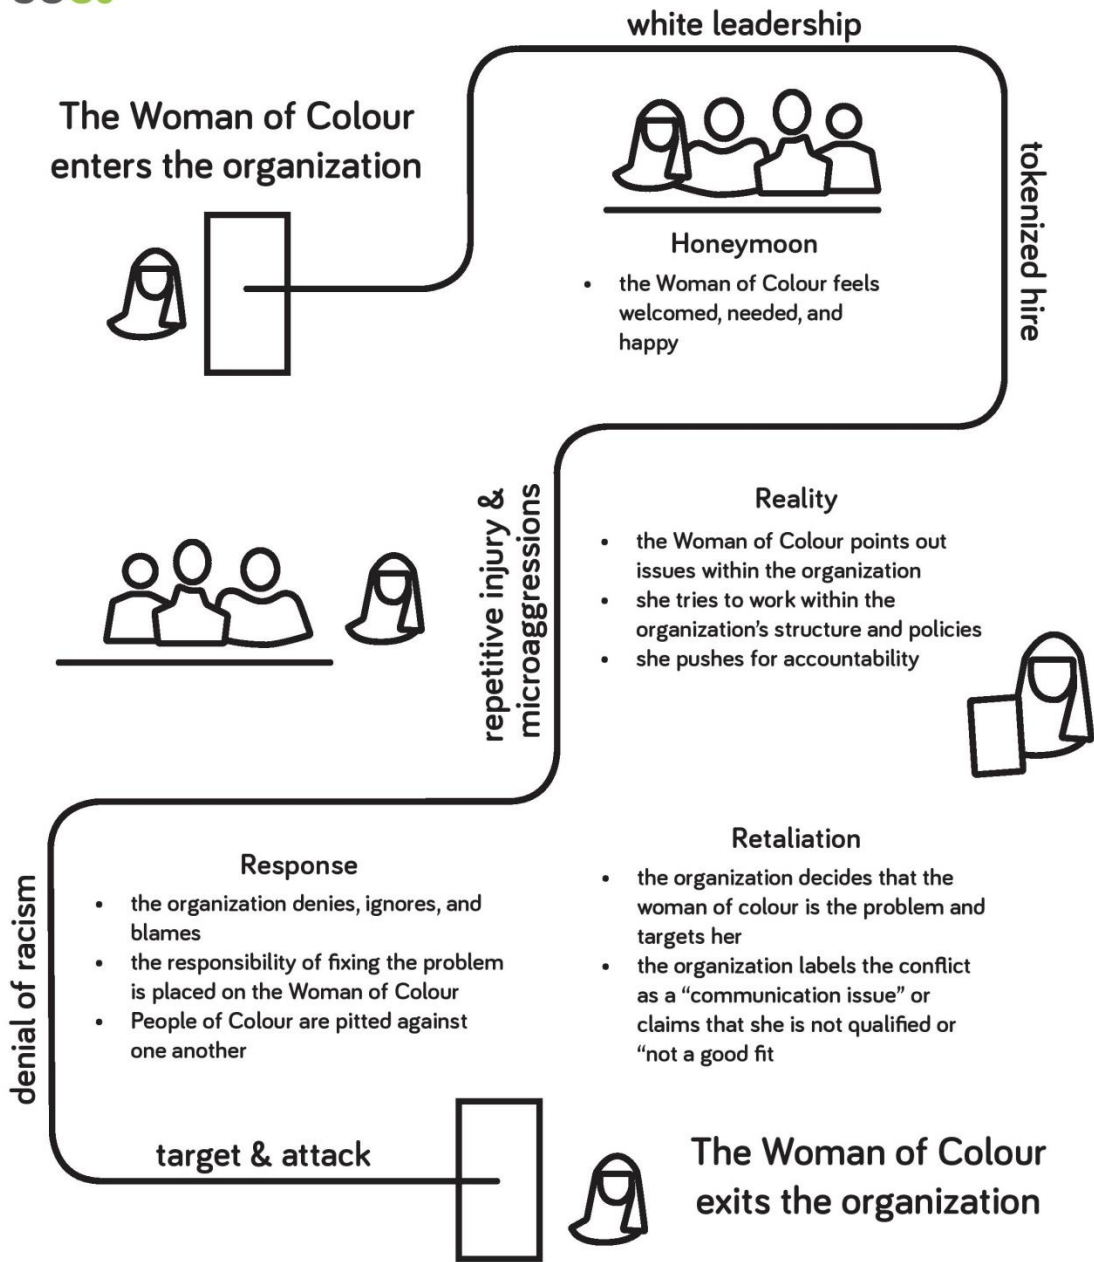 white leadership
The Woman of Colour
enters the organization
tokenized hire
Honeymoon
• the Woman of Colour feels
welcomed, needed, and
happy
repetitive injury &
microaggressions
Reality
• the Woman of Colour points out
issues within the organization
• she tries to work within the
organization's structure and policies
• she pushes for accountability
denial of racism
Response
• the organization denies, ignores, and
blames
• the responsibility of fixing the problem
is placed on the Woman of Colour
• People of Colour are pitted against
one another
Retaliation
• the organization decides that the
woman of colour is the problem and
targets her
• the organization labels the conflict
as a “communication issue” or
claims that she is not qualified or
“not a good fit
target & attack
The Woman of Colour
exits the organization